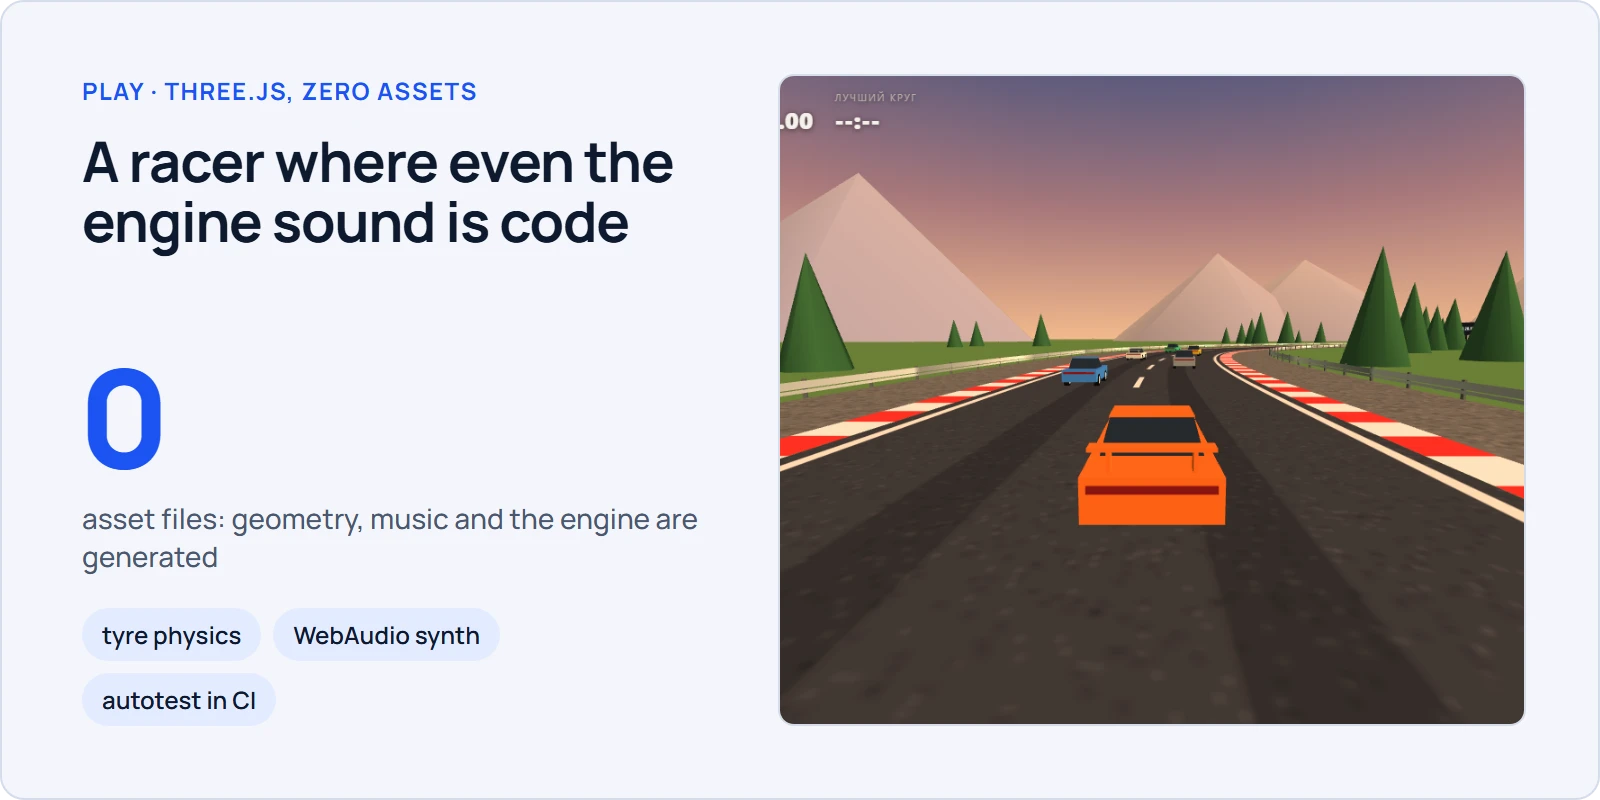 PLAY · THREE.JS, ZERO ASSETS
A racer where even the
engine sound is code
0
asset files: geometry, music and the engine are
generated
tyre physics
WebAudio synth
autotest in CI
ЛУЧШИЙ КРУГ
.00
--:--